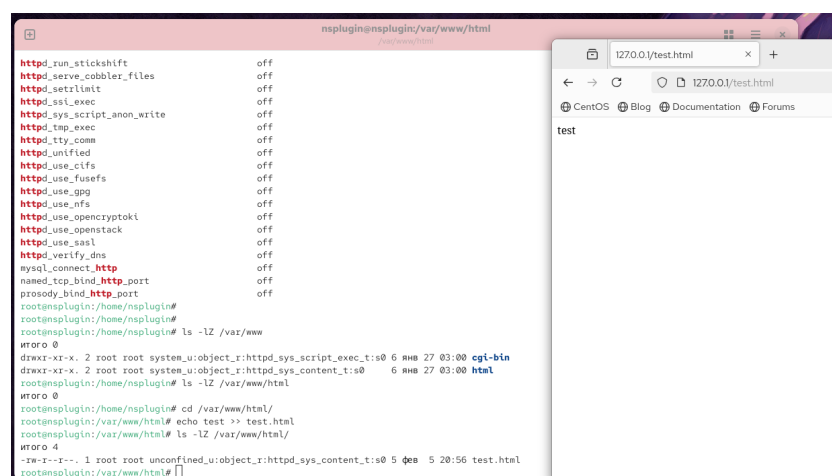 nsplugin@nsplugin:/var/www/html
/var/www/html
httpd_run_stickshift off
httpd_serve_cobbler_files off
httpd_setrlimit off
httpd_ssi_exec off
httpd_sys_script_anon_write off
httpd_tmp_exec off
httpd_tty_comm off
httpd_unified off
httpd_use_cifs off
httpd_use_fusefs off
httpd_use_gpg off
httpd_use_nfs off
httpd_use_opencryptoki off
httpd_use_openstack off
httpd_use_sasl off
httpd_verify_dns off
mysql_connect_http off
named_tcp_bind_http_port off
prosody_bind_http_port off
root@nsplugin:/home/nsplugin#
root@nsplugin:/home/nsplugin#
root@nsplugin:/home/nsplugin# ls -lZ /var/www
итого 0
drwxr-xr-x. 2 root root system_u:object_r:httpd_sys_script_exec_t:s0 6 янв 27 03:00 cgi-bin
drwxr-xr-x. 2 root root system_u:object_r:httpd_sys_content_t:s0 6 янв 27 03:00 html
root@nsplugin:/home/nsplugin# ls -lZ /var/www/html
итого 0
root@nsplugin:/home/nsplugin# cd /var/www/html/
root@nsplugin:/var/www/html# echo test >> test.html
root@nsplugin:/var/www/html# ls -lZ /var/www/html/
итого 4
-rw-r--r--. 1 root root unconfined_u:object_r:httpd_sys_content_t:s0 5 фев 5 20:56 test.html
root@nsplugin:/var/www/html#
127.0.0.1/test.html
127.0.0.1/test.html
CentOS Blog Documentation Forums
test